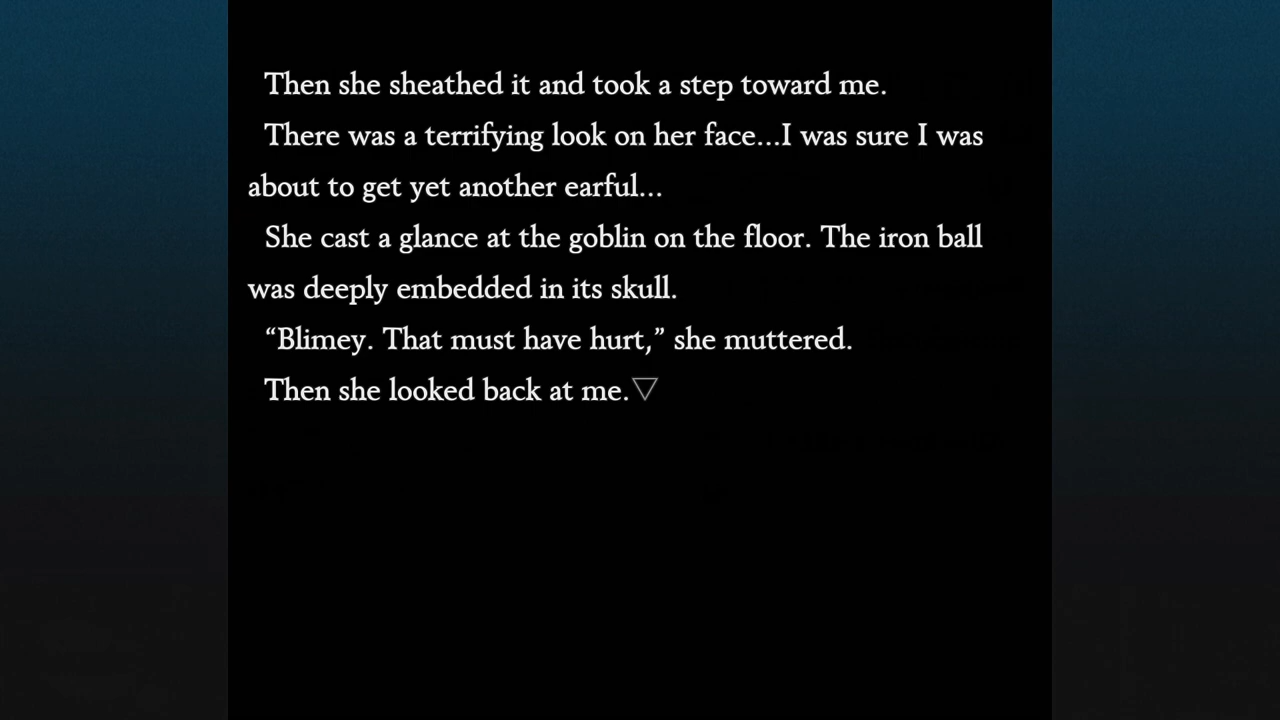 Then she sheathed it and took a step toward me.
There was a terrifying look on her face...I was sure I was
about to get yet another earful...
She cast a glance at the goblin on the floor. The iron ball
was deeply embedded in its skull.
“Blimey. That must have hurt,” she muttered.
Then she looked back at me.▽